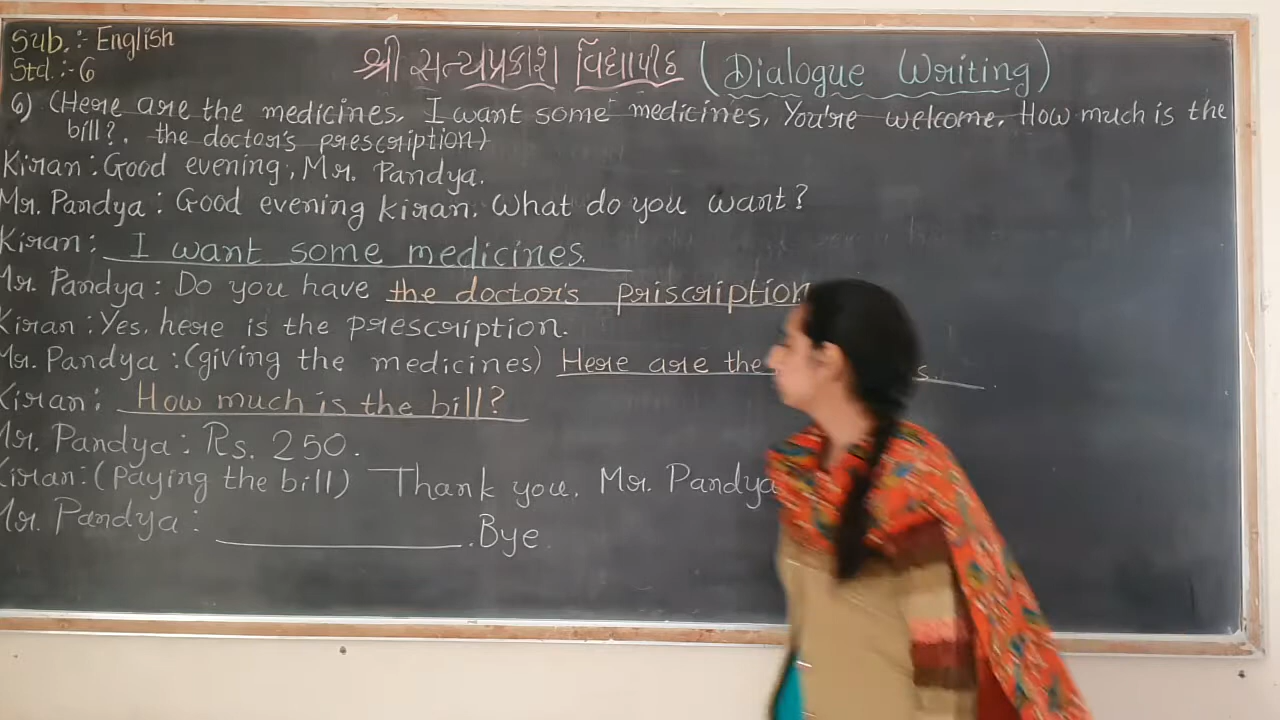 Sub. :- English
Std. :- 6
શ્રી સત્યપ્રકાશ વિદ્યાપીઠ (Dialogue Writing)
6) (Here are the medicines. I want some medicines. You're welcome. How much is the
bill?. the doctor's prescription)
Kiran : Good evening, Mr. Pandya.
Mr. Pandya : Good evening Kiran. What do you want?
Kiran: I want some medicines.
Mr. Pandya : Do you have the doctor's priscription
Kiran : Yes, here is the prescription.
Mr. Pandya : (giving the medicines) Here are the
Kiran : How much is the bill?
Mr. Pandya : Rs. 250.
Kiran: (Paying the bill) Thank you, Mr. Pandya
Mr. Pandya : ________. Bye.